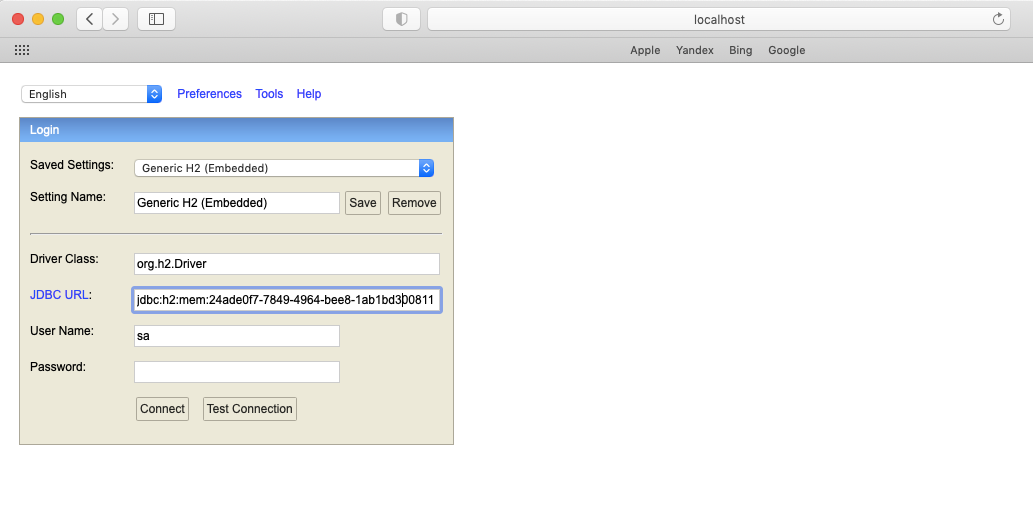 localhost
Apple Yandex Bing Google
English Preferences Tools Help
Login
Saved Settings: Generic H2 (Embedded)
Setting Name: Generic H2 (Embedded) Save Remove
Driver Class: org.h2.Driver
JDBC URL: jdbc:h2:mem:24ade0f7-7849-4964-bee8-1ab1bd300811
User Name: sa
Password:
Connect Test Connection